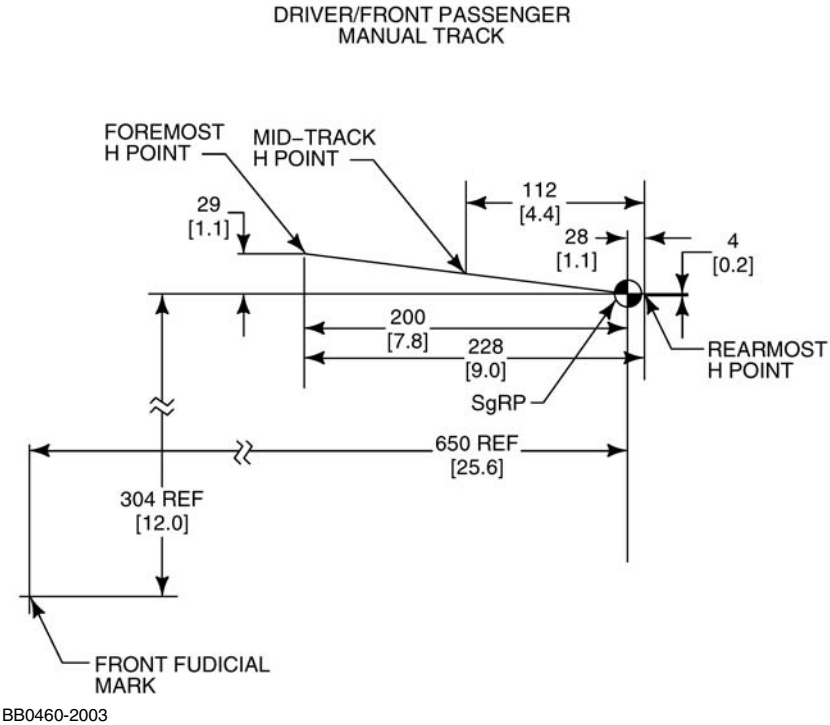 DRIVER/FRONT PASSENGER
MANUAL TRACK
FOREMOST
H POINT
MID–TRACK
H POINT
112
[4.4]
29
[1.1]
28
[1.1]
4
[0.2]
200
[7.8]
228
[9.0]
REARMOST
H POINT
SgRP
650 REF
[25.6]
304 REF
[12.0]
FRONT FUDICIAL
MARK
BB0460-2003